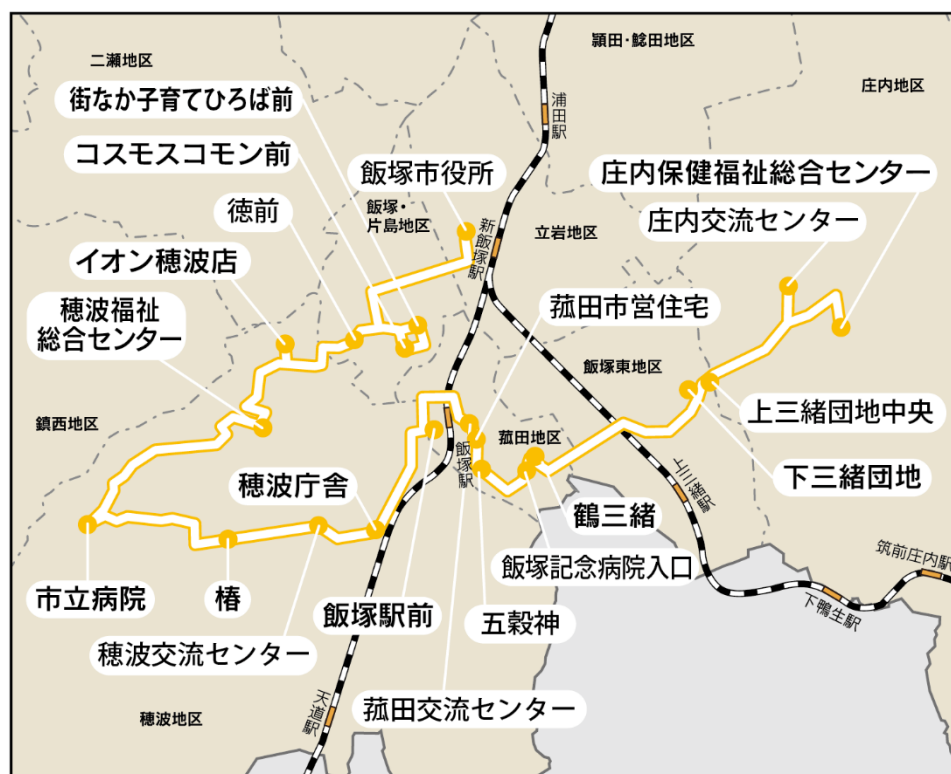 二瀬地区
頴田・鯰田地区
庄内地区
街なか子育てひろば前
浦田駅
コスモスコモン前
飯塚市役所
庄内保健福祉総合センター
徳前
飯塚・
片島地区
新飯塚駅
立岩地区
庄内交流センター
イオン穂波店
菰田市営住宅
穂波福祉
総合センター
飯塚東地区
鎮西地区
菰田地区
上三緒団地中央
飯塚駅
穂波庁舎
上三緒駅
下三緒団地
鶴三緒
飯塚記念病院入口
筑前庄内駅
市立病院
椿
飯塚駅前
五穀神
下鴨生駅
穂波交流センター
菰田交流センター
天道駅
穂波地区